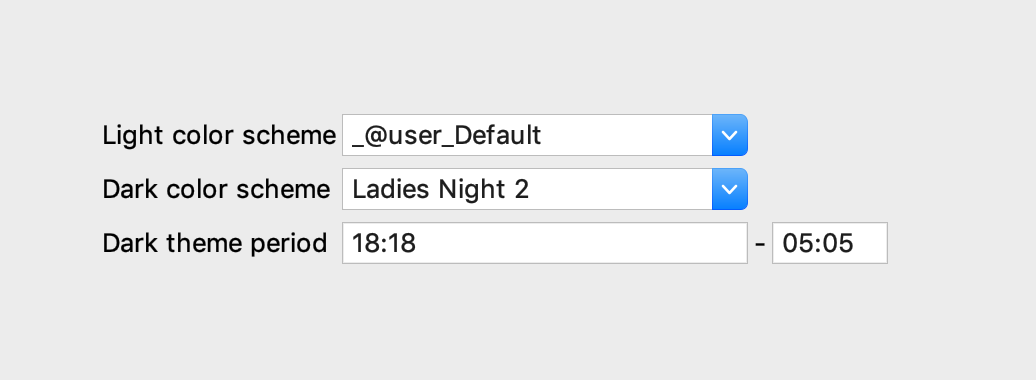 Light color scheme _@user_Default
Dark color scheme Ladies Night 2
Dark theme period 18:18 - 05:05